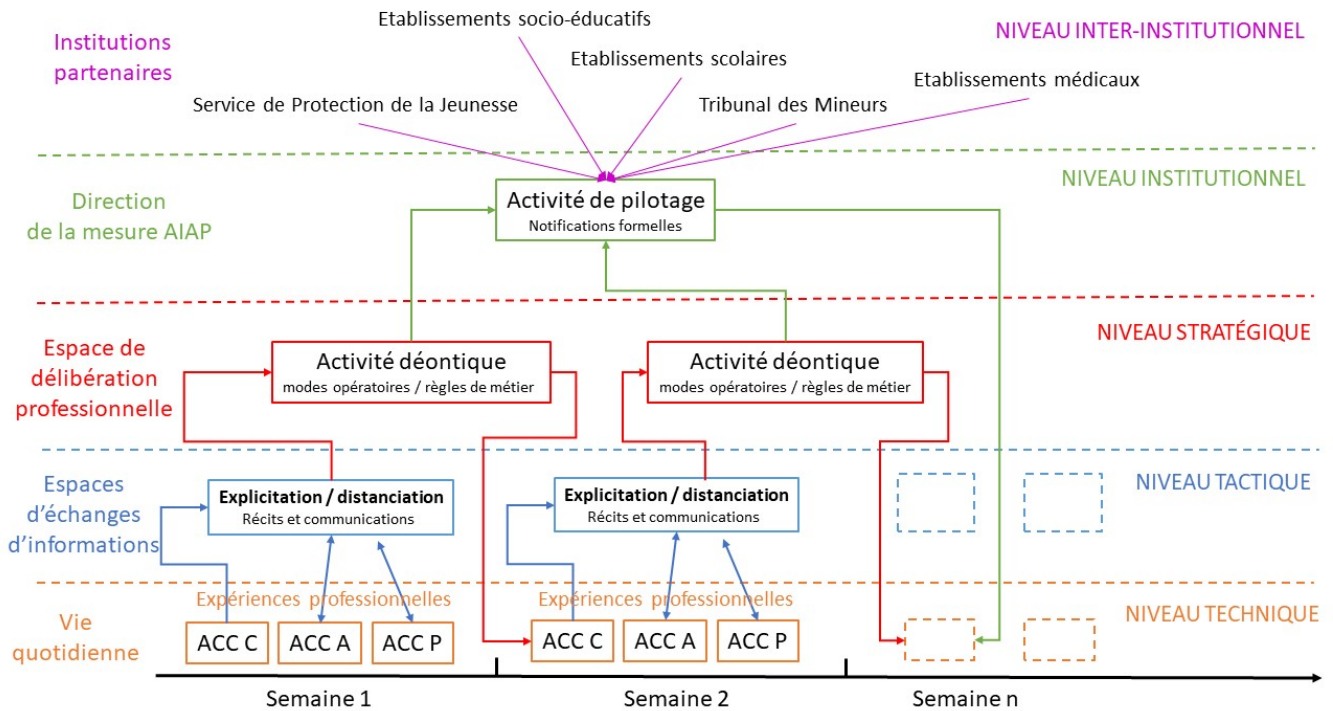 Etablissements socio-éducatifs
Institutions
partenaires
NIVEAU INTER-INSTITUTIONNEL
Etablissements scolaires
Etablissements médicaux
Service de Protection de la Jeunesse
Tribunal des Mineurs
NIVEAU INSTITUTIONNEL
Direction
de la mesure AIAP
Activité de pilotage
Notifications formelles
NIVEAU STRATÉGIQUE
Espace de
délibération
professionnelle
Activité déontique
modes opératoires / règles de métier
Activité déontique
modes opératoires / règles de métier
NIVEAU TACTIQUE
Espaces
d'échanges
d'informations
Explicitation / distanciation
Récits et communications
Explicitation / distanciation
Récits et communications
Expériences professionnelles
Expériences professionnelles
NIVEAU TECHNIQUE
Vie
quotidienne
ACC C
ACC A
ACC P
ACC C
ACC A
ACC P
Semaine 1
Semaine 2
Semaine n